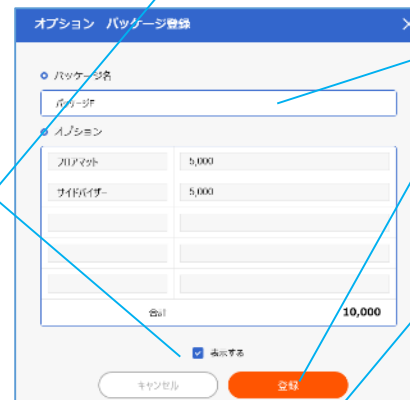 オプション　パッケージ登録
パッケージ名
パッケージF
オプション
フロアマット 5,000
サイドバイザー 5,000
合計 10,000
表示する
キャンセル 登録